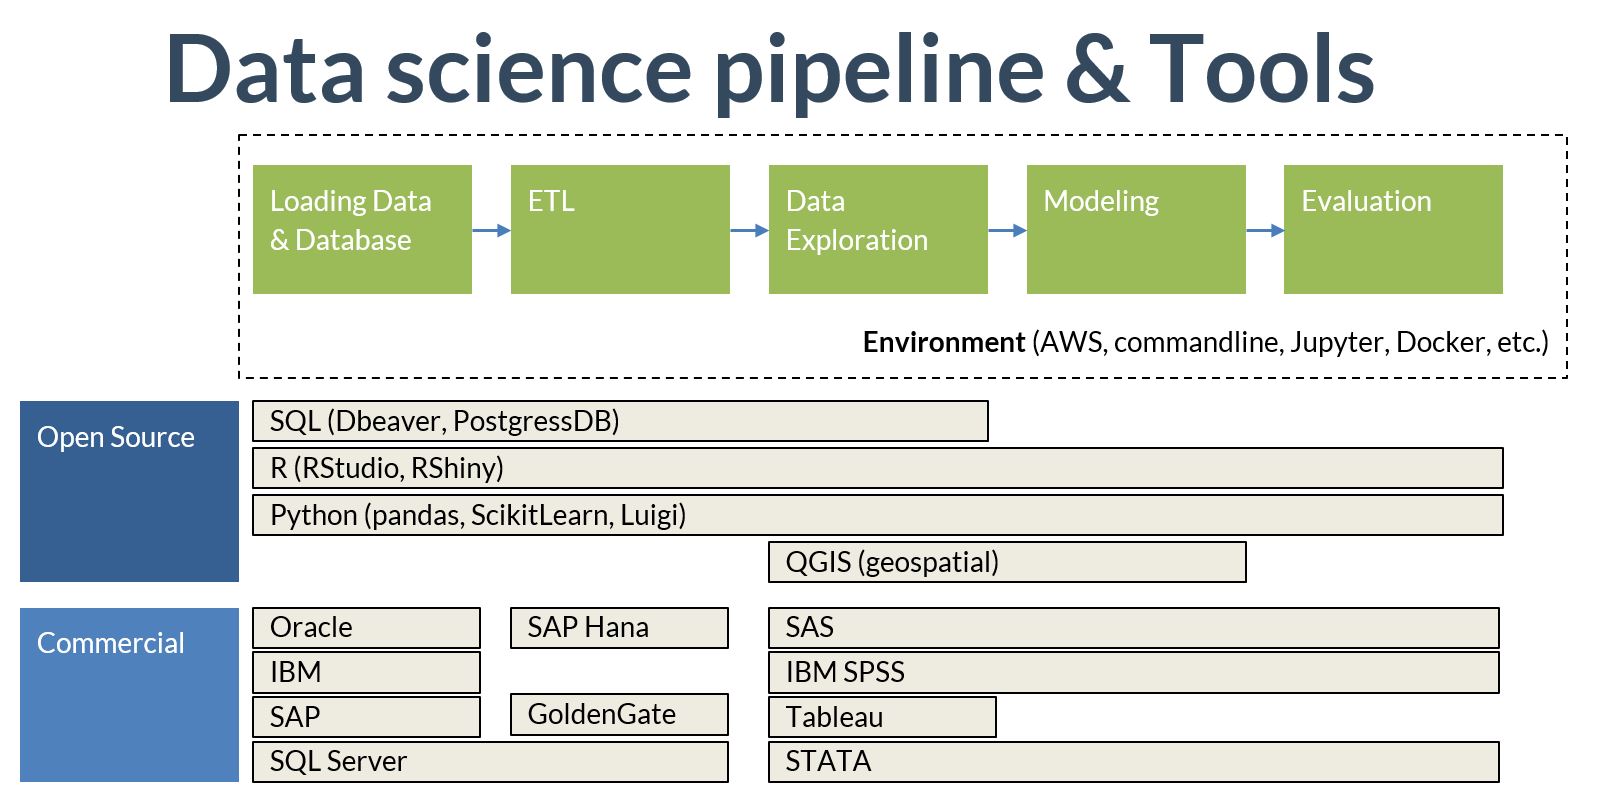 Data science pipeline & Tools
Loading Data
& Database
ETL
Data
Exploration
Modeling
Evaluation
Environment (AWS, commandline, Jupyter, Docker, etc.)
Open Source
SQL (Dbeaver, PostgressDB)
R (RStudio, RShiny)
Python (pandas, ScikitLearn, Luigi)
QGIS (geospatial)
Commercial
Oracle
SAP Hana
SAS
IBM
IBM SPSS
SAP
GoldenGate
Tableau
SQL Server
STATA